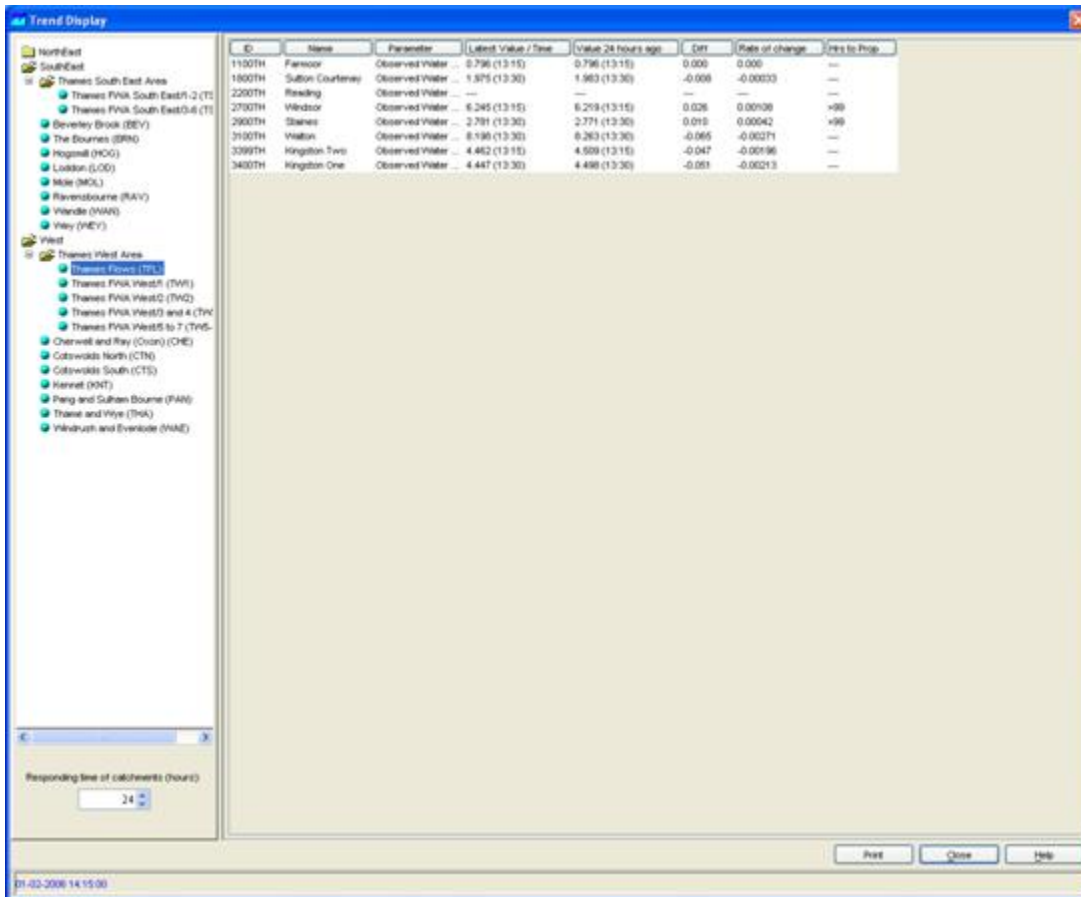 Trend Display
NorthEast
SouthEast
Thames South East Area
Thames FWA South East/1-2 (TS
Thames FWA South East/3-6 (TS
Beverley Brook (BEV)
The Bournes (BRN)
Hogsmill (HOG)
Loddon (LOD)
Mole (MOL)
Ravensbourne (RAV)
Wandle (WAN)
Wey (WEY)
West
Thames West Area
Thames Flows (TFL)
Thames FWA West/1 (TW1)
Thames FWA West/2 (TW2)
Thames FWA West/3 and 4 (TW
Thames FWA West/5 to 7 (TW5-
Cherwell and Ray (Oxon) (CHE)
Cotswolds North (CTN)
Cotswolds South (CTS)
Kennet (KNT)
Pang and Sulham Bourne (PAN)
Thame and Wye (THA)
Windrush and Evenlode (WAE)
Responding time of catchments (hours)
24
ID Name Parameter Latest Value / Time Value 24 hours ago Diff Rate of change Hrs to Prop
1100TH Farmoor Observed Water ... 0.796 (13:15) 0.796 (13:15) 0.000 0.000 ---
1800TH Sutton Courtenay Observed Water ... 1.975 (13:30) 1.983 (13:30) -0.008 -0.00033 ---
2200TH Reading Observed Water ... --- --- --- --- ---
2700TH Windsor Observed Water ... 6.245 (13:15) 6.219 (13:15) 0.026 0.00108 >99
2900TH Staines Observed Water ... 2.781 (13:30) 2.771 (13:30) 0.010 0.00042 >99
3100TH Walton Observed Water ... 8.198 (13:30) 8.263 (13:30) -0.065 -0.00271 ---
3399TH Kingston Two Observed Water ... 4.462 (13:15) 4.509 (13:15) -0.047 -0.00196 ---
3400TH Kingston One Observed Water ... 4.447 (13:30) 4.498 (13:30) -0.051 -0.00213 ---
Print Close Help
01-02-2008 14:15:00